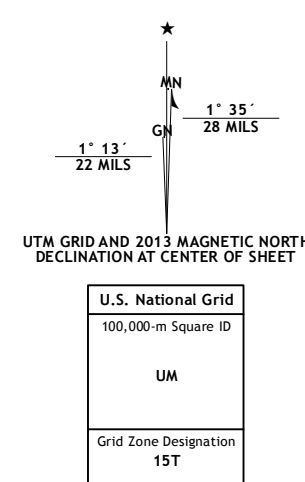 ★
MN
1° 35´
28 MILS
GN
1° 13´
22 MILS
UTM GRID AND 2013 MAGNETIC NORTH
DECLINATION AT CENTER OF SHEET
U.S. National Grid
100,000-m Square ID
UM
Grid Zone Designation
15T